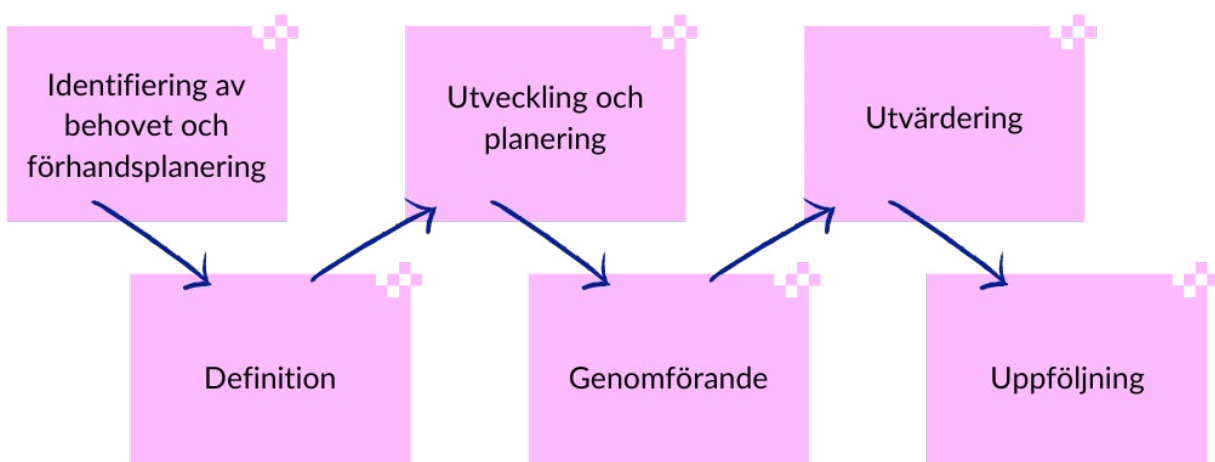 Identifiering av
behovet och
förhandsplanering
Definition
Utveckling och
planering
Genomförande
Utvärdering
Uppföljning